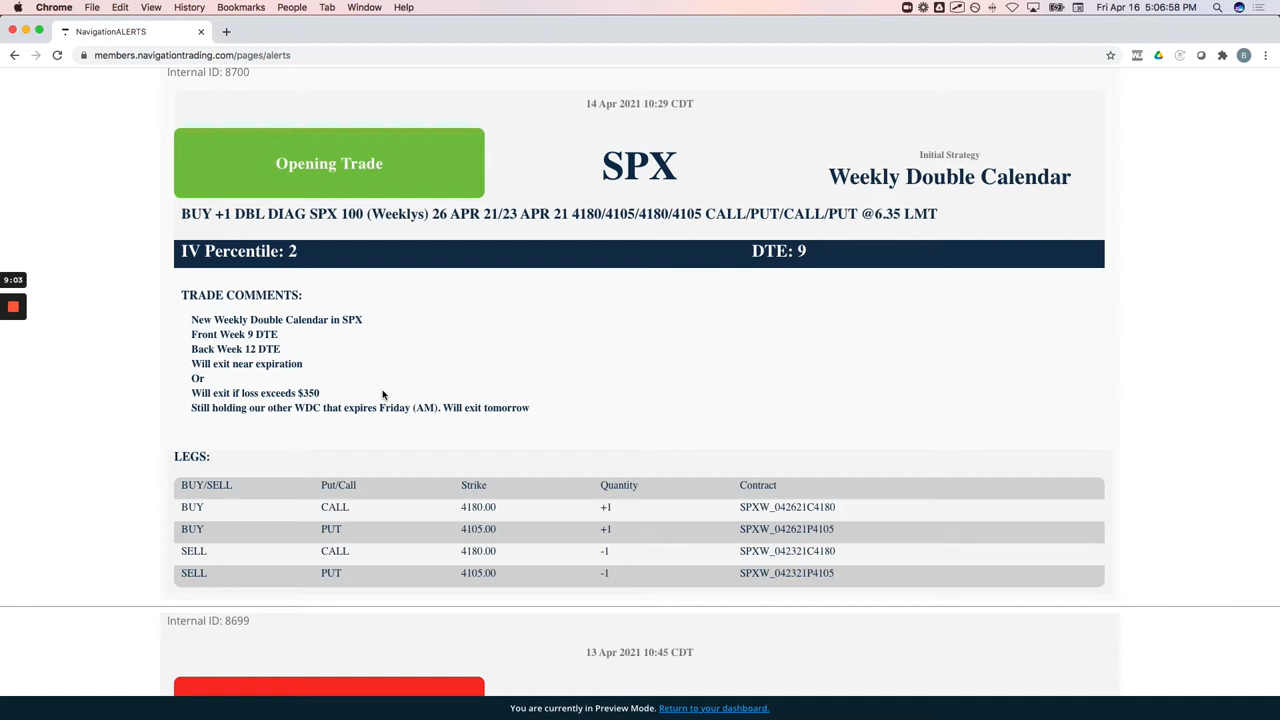 Chrome File Edit View History Bookmarks People Tab Window Help Fri Apr 16 5:06:58 PM
NavigationALERTS
members.navigationtrading.com/pages/alerts
Internal ID: 8700
14 Apr 2021 10:29 CDT
Opening Trade
SPX
Initial Strategy
Weekly Double Calendar
BUY +1 DBL DIAG SPX 100 (Weeklys) 26 APR 21/23 APR 21 4180/4105/4180/4105 CALL/PUT/CALL/PUT @6.35 LMT
IV Percentile: 2 DTE: 9
9:03
TRADE COMMENTS:
New Weekly Double Calendar in SPX
Front Week 9 DTE
Back Week 12 DTE
Will exit near expiration
Or
Will exit if loss exceeds $350
Still holding our other WDC that expires Friday (AM). Will exit tomorrow
LEGS:
BUY/SELL Put/Call Strike Quantity Contract
BUY CALL 4180.00 +1 SPXW_042621C4180
BUY PUT 4105.00 +1 SPXW_042621P4105
SELL CALL 4180.00 -1 SPXW_042321C4180
SELL PUT 4105.00 -1 SPXW_042321P4105
Internal ID: 8699
13 Apr 2021 10:45 CDT
You are currently in Preview Mode. Return to your dashboard.